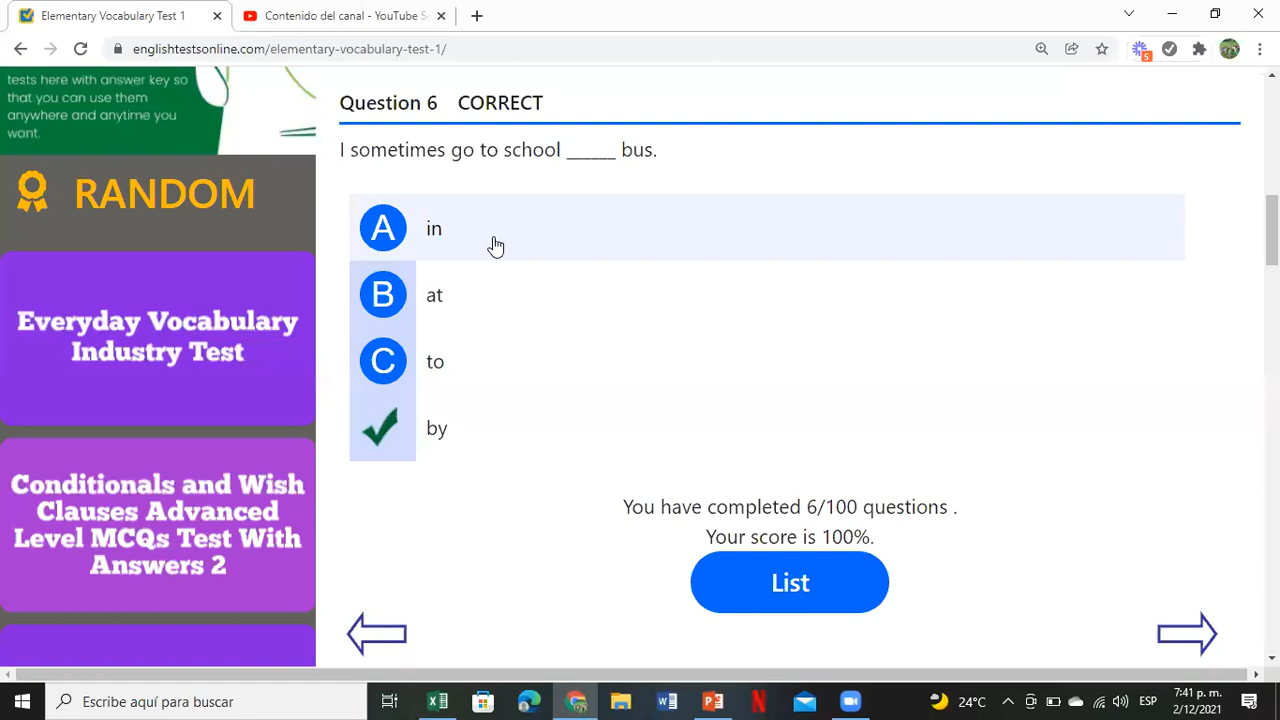 Elementary Vocabulary Test 1
Contenido del canal - YouTube S
englishtestsonline.com/elementary-vocabulary-test-1/
5
tests here with answer key so
that you can use them
anywhere and anytime you
want.
RANDOM
Everyday Vocabulary
Industry Test
Conditionals and Wish
Clauses Advanced
Level MCQs Test With
Answers 2
Question 6 CORRECT
I sometimes go to school ______ bus.
A in
B at
C to
by
You have completed 6/100 questions .
Your score is 100%.
List
Escribe aquí para buscar
24°C
ESP
7:41 p. m.
2/12/2021